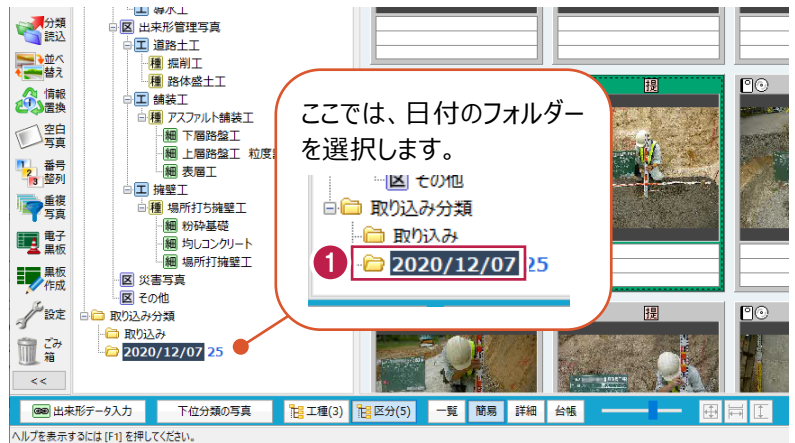 分類
読込
並べ
替え
情報
置換
空白
写真
番号
整列
重複
写真
電子
黒板
黒板
作成
設定
ごみ
箱
<<
工 導水工
区 出来形管理写真
工 道路土工
種 掘削工
種 路体盛土工
工 舗装工
種 アスファルト舗装工
細 下層路盤工
細 上層路盤工 粒度
細 表層工
工 擁壁工
種 場所打ち擁壁工
細 粉砕基礎
細 均しコンクリート
細 場所打擁壁工
区 災害写真
区 その他
取り込み分類
取り込み
2020/12/07 25
ここでは、日付のフォルダー
を選択します。
区 その他
取り込み分類
取り込み
1 2020/12/07 25
提
提
出来形データ入力 下位分類の写真 工種(3) 区分(5) 一覧 簡易 詳細 台帳
ヘルプを表示するには [F1] を押してください。